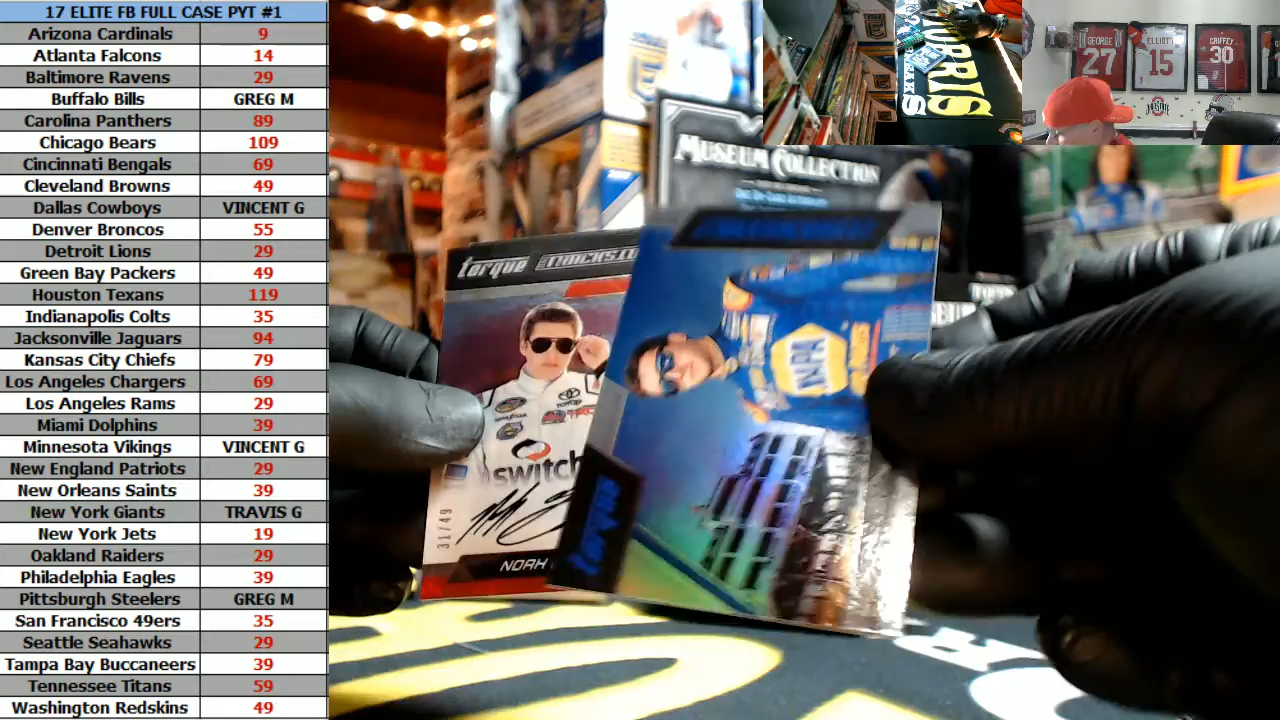 17 ELITE FB FULL CASE PYT #1
Arizona Cardinals 9
Atlanta Falcons 14
Baltimore Ravens 29
Buffalo Bills GREG M
Carolina Panthers 89
Chicago Bears 109
Cincinnati Bengals 69
Cleveland Browns 49
Dallas Cowboys VINCENT G
Denver Broncos 55
Detroit Lions 29
Green Bay Packers 49
Houston Texans 119
Indianapolis Colts 35
Jacksonville Jaguars 94
Kansas City Chiefs 79
Los Angeles Chargers 69
Los Angeles Rams 29
Miami Dolphins 39
Minnesota Vikings VINCENT G
New England Patriots 29
New Orleans Saints 39
New York Giants TRAVIS G
New York Jets 19
Oakland Raiders 29
Philadelphia Eagles 39
Pittsburgh Steelers GREG M
San Francisco 49ers 35
Seattle Seahawks 29
Tampa Bay Buccaneers 39
Tennessee Titans 59
Washington Redskins 49
GEORGE
27
ELLIOTT
15
GRIFFEY
30
MUSEUM COLLECTION
Torque
NAPA
TOYOTA
switch
31/49
NOAH